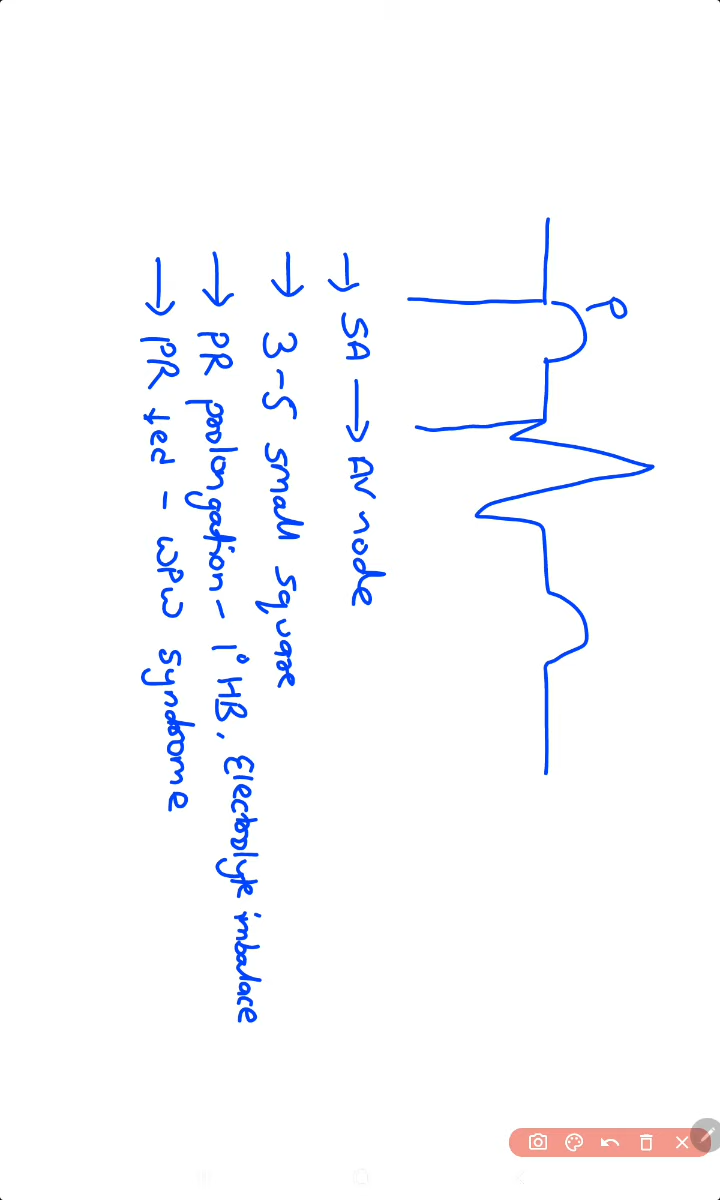 P
→ SA → AV node
→ 3-5 small square
→ PR prolongation - 1° HB, Electrolyte imbalace
→ PR ↓ed - WPW syndrome